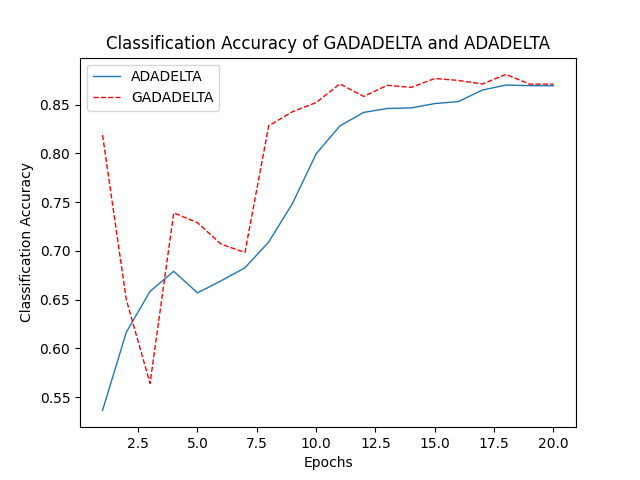 Classification Accuracy of GADADELTA and ADADELTA
ADADELTA
GADADELTA
Classification Accuracy
0.85
0.80
0.75
0.70
0.65
0.60
0.55
2.5 5.0 7.5 10.0 12.5 15.0 17.5 20.0
Epochs